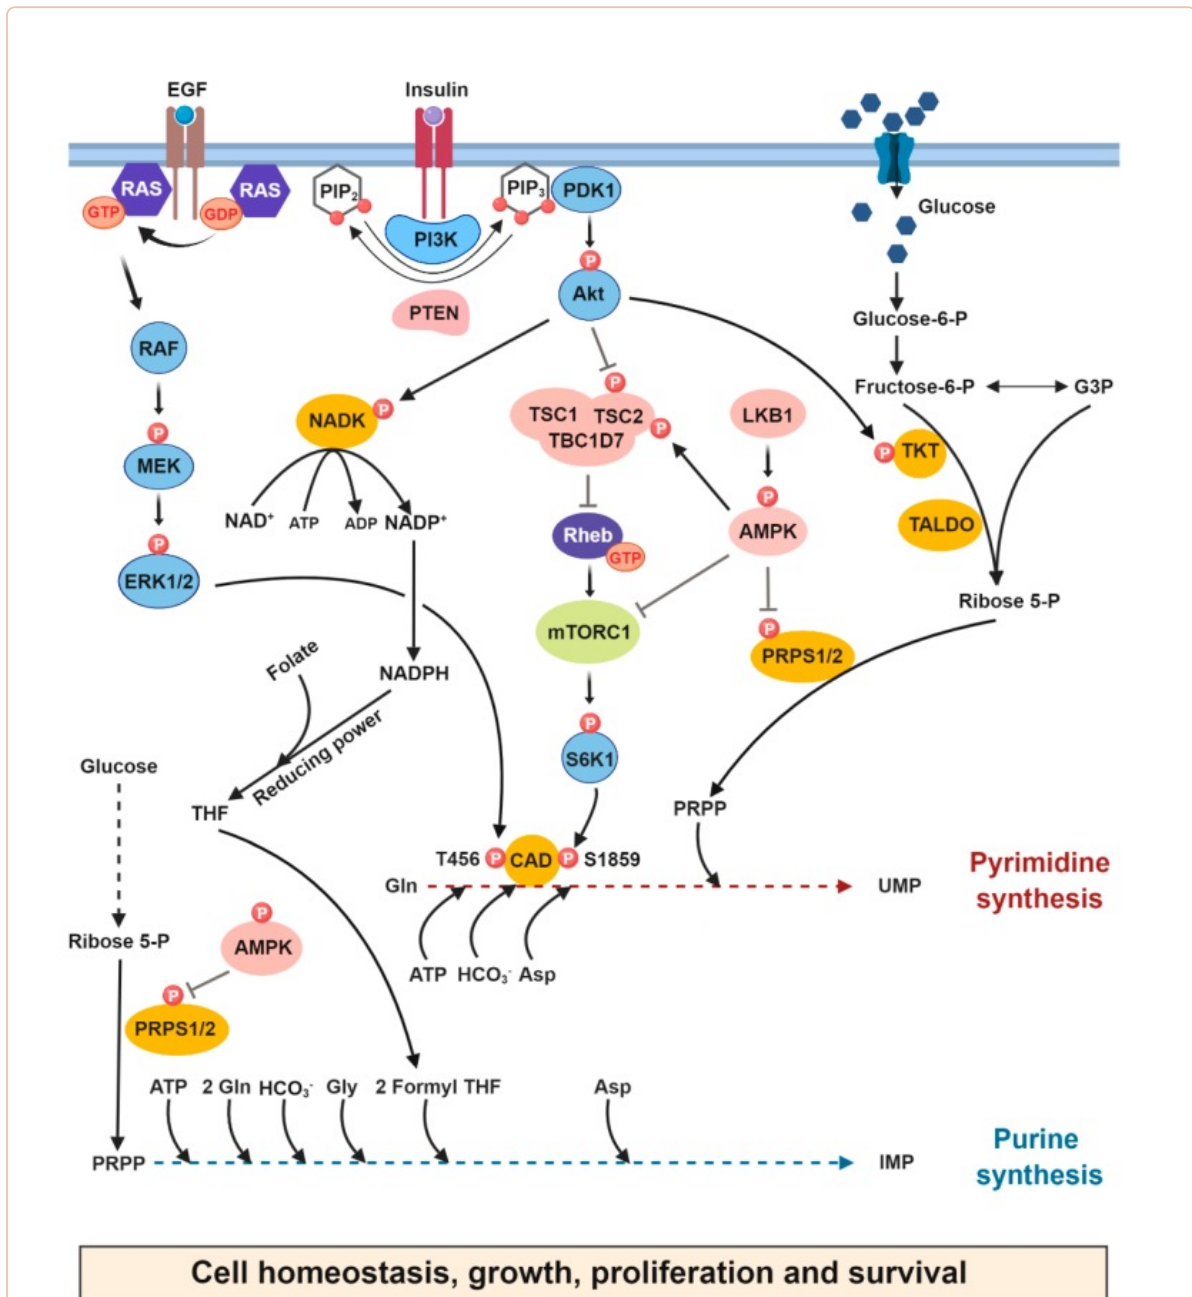 EGF
Insulin
RAS
RAS
GTP
GDP
PIP2
PIP3
PDK1
PI3K
Glucose
P
Akt
PTEN
Glucose-6-P
RAF
Fructose-6-P
G3P
P
NADK
P
TSC1
TSC2
TBC1D7
P
LKB1
P
TKT
P
MEK
P
NAD+
ATP
ADP
NADP+
Rheb
GTP
AMPK
TALDO
P
ERK1/2
Ribose 5-P
mTORC1
P
PRPS1/2
Folate
NADPH
Reducing power
P
S6K1
Glucose
THF
PRPP
T456
P
CAD
P
S1859
Gln
UMP
Pyrimidine
synthesis
P
AMPK
Ribose 5-P
ATP
HCO3-
Asp
P
PRPS1/2
ATP
2 Gln
HCO3-
Gly
2 Formyl THF
Asp
PRPP
IMP
Purine
synthesis
Cell homeostasis, growth, proliferation and survival